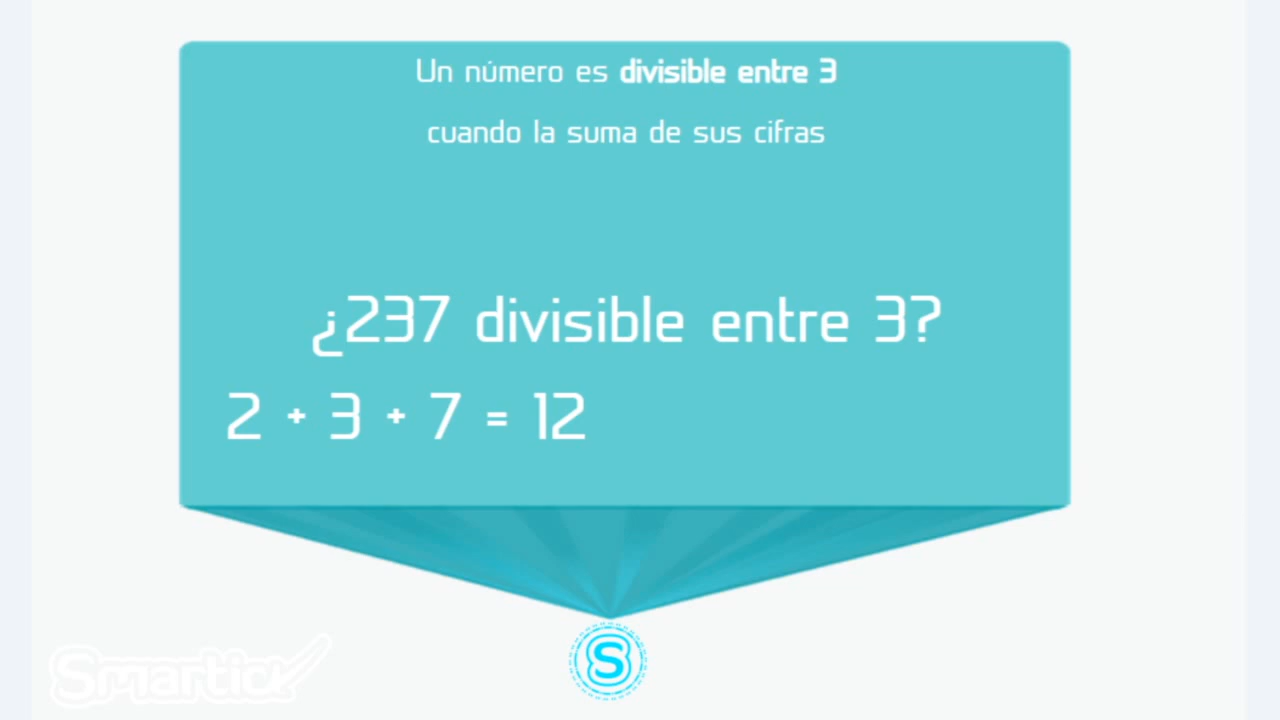 Un número es divisible entre 3
cuando la suma de sus cifras
¿237 divisible entre 3?
2 + 3 + 7 = 12
S
Smartick